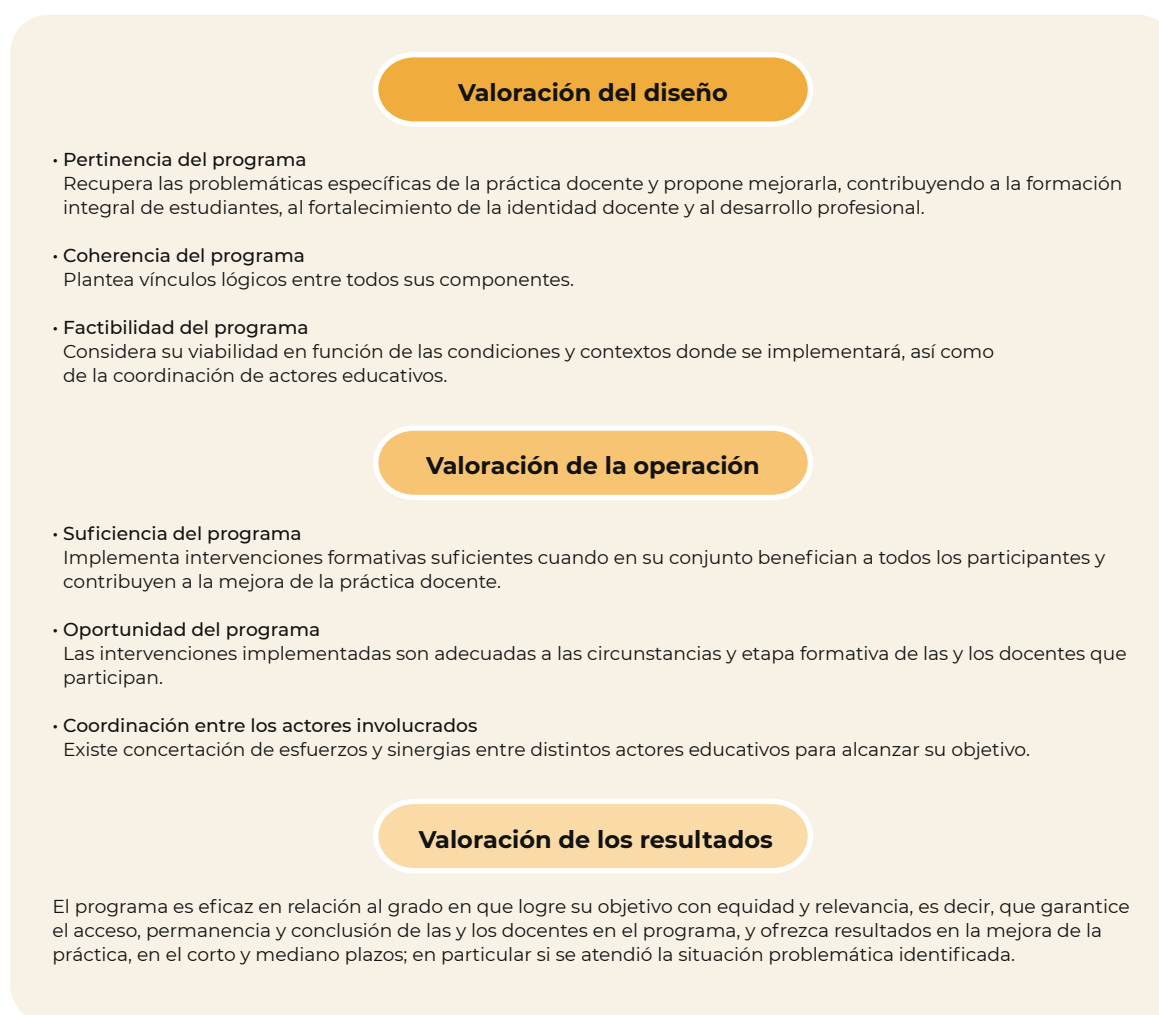 Valoración del diseño
• Pertinencia del programa
Recupera las problemáticas específicas de la práctica docente y propone mejorarla, contribuyendo a la formación
integral de estudiantes, al fortalecimiento de la identidad docente y al desarrollo profesional.
• Coherencia del programa
Plantea vínculos lógicos entre todos sus componentes.
• Factibilidad del programa
Considera su viabilidad en función de las condiciones y contextos donde se implementará, así como
de la coordinación de actores educativos.
Valoración de la operación
• Suficiencia del programa
Implementa intervenciones formativas suficientes cuando en su conjunto benefician a todos los participantes y
contribuyen a la mejora de la práctica docente.
• Oportunidad del programa
Las intervenciones implementadas son adecuadas a las circunstancias y etapa formativa de las y los docentes que
participan.
• Coordinación entre los actores involucrados
Existe concertación de esfuerzos y sinergias entre distintos actores educativos para alcanzar su objetivo.
Valoración de los resultados
El programa es eficaz en relación al grado en que logre su objetivo con equidad y relevancia, es decir, que garantice
el acceso, permanencia y conclusión de las y los docentes en el programa, y ofrezca resultados en la mejora de la
práctica, en el corto y mediano plazos; en particular si se atendió la situación problemática identificada.